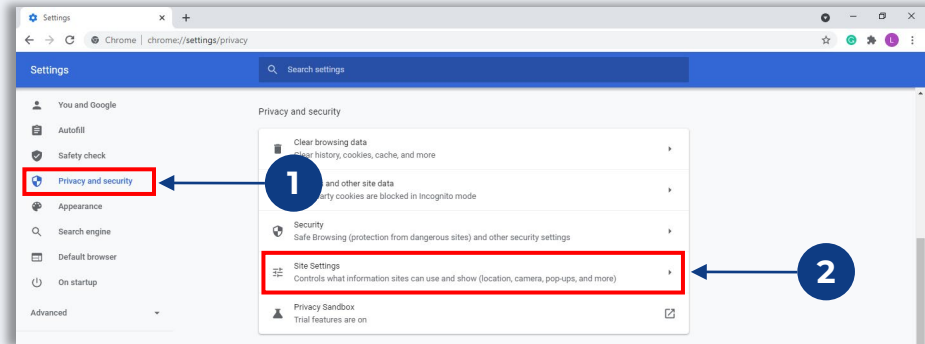 Settings
Chrome | chrome://settings/privacy
L
Settings
Search settings
You and Google
Autofill
Safety check
Privacy and security
Appearance
Search engine
Default browser
On startup
Advanced
Privacy and security
Clear browsing data
Clear history, cookies, cache, and more
and other site data
party cookies are blocked in Incognito mode
Security
Safe Browsing (protection from dangerous sites) and other security settings
Site Settings
Controls what information sites can use and show (location, camera, pop-ups, and more)
Privacy Sandbox
Trial features are on
1
2